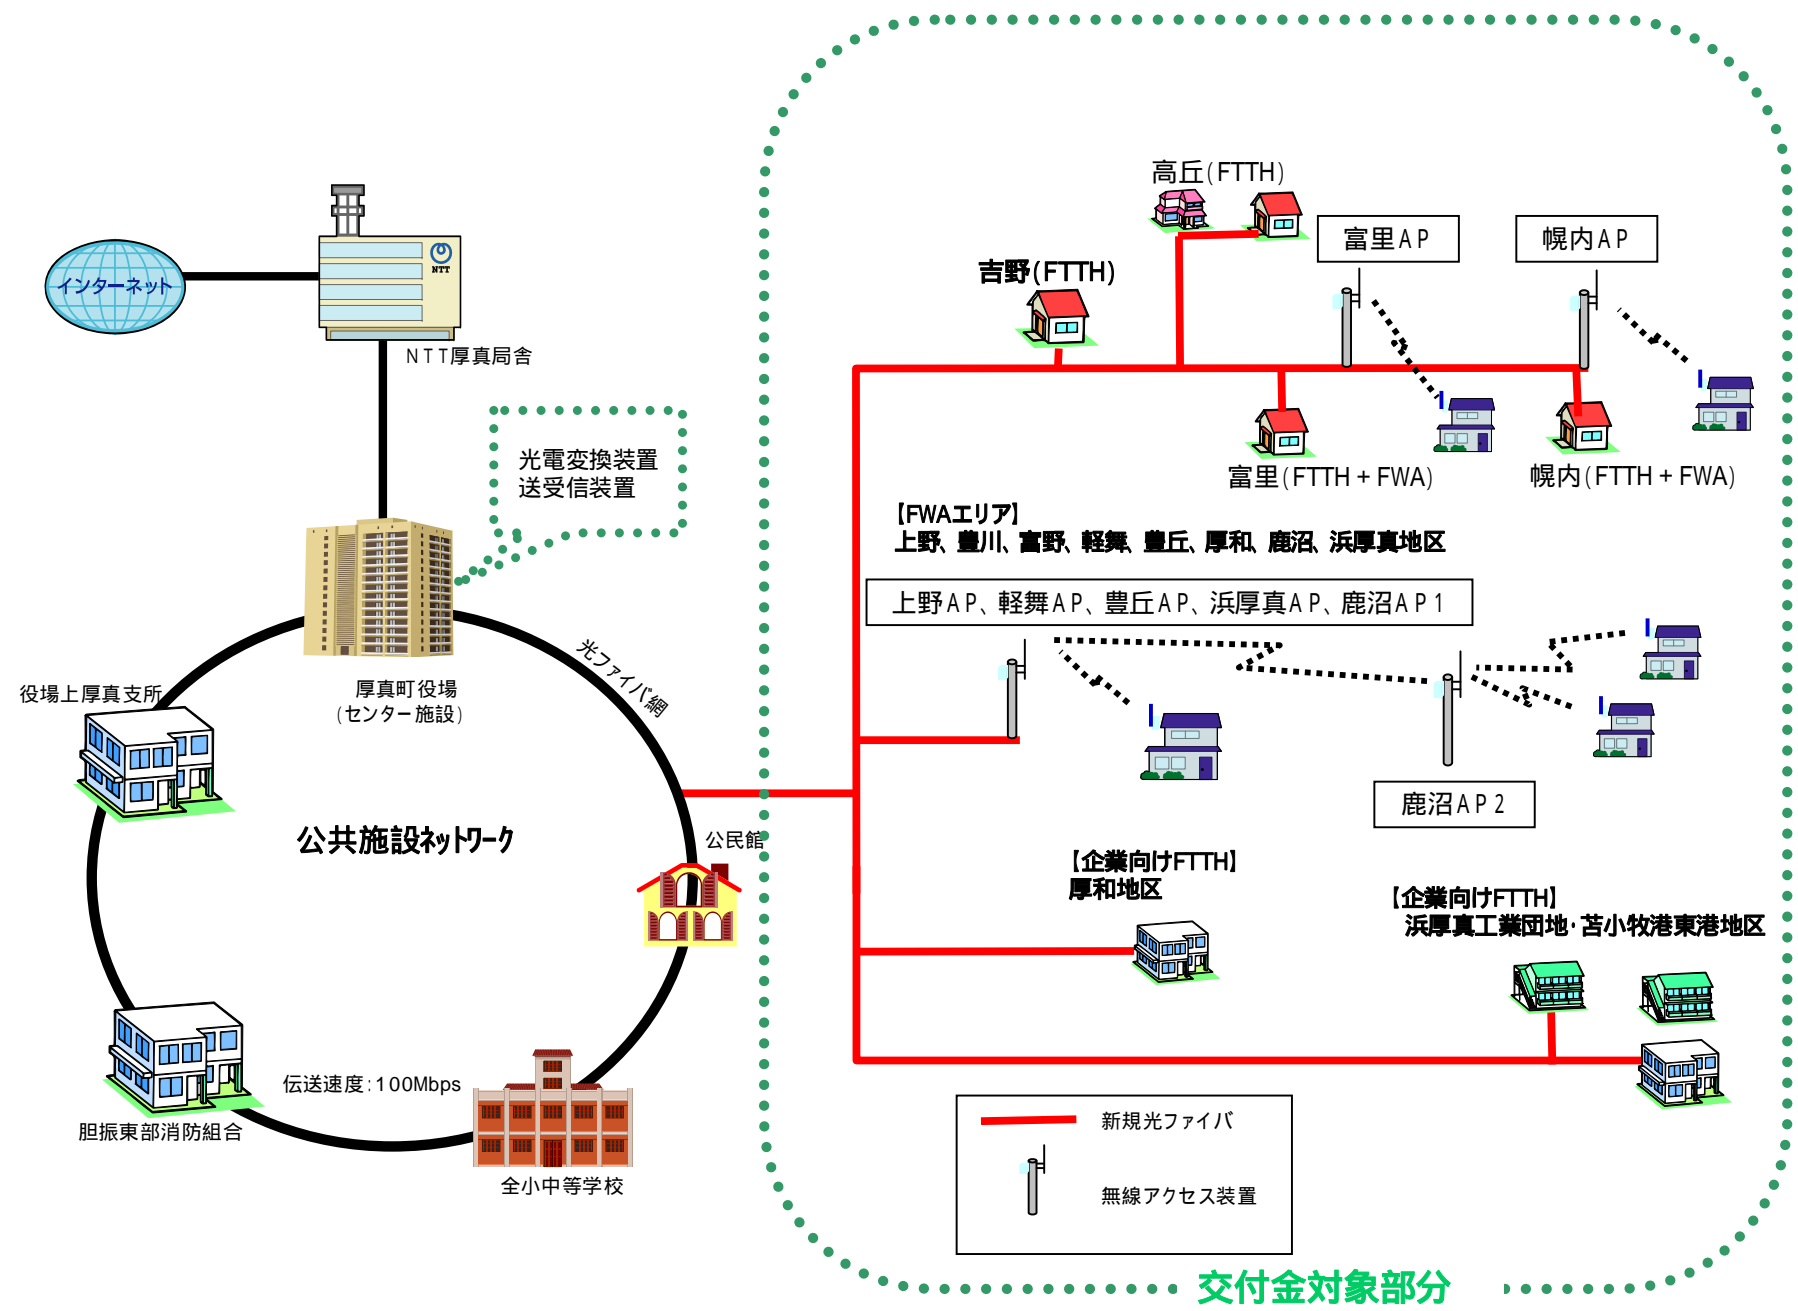 インターネット
NTT
NTT厚真局舎
光電変換装置
送受信装置
役場上厚真支所
厚真町役場
(センター施設)
光ファイバ網
公共施設ネットワーク
公民館
伝送速度:100Mbps
胆振東部消防組合
全小中等学校
高丘(FTTH)
吉野(FTTH)
富里AP
幌内AP
富里(FTTH+FWA)
幌内(FTTH+FWA)
【FWAエリア】
上野、豊川、富野、軽舞、豊丘、厚和、鹿沼、浜厚真地区
上野AP、軽舞AP、豊丘AP、浜厚真AP、鹿沼AP1
鹿沼AP2
【企業向けFTTH】
厚和地区
【企業向けFTTH】
浜厚真工業団地・苫小牧港東港地区
新規光ファイバ
無線アクセス装置
交付金対象部分